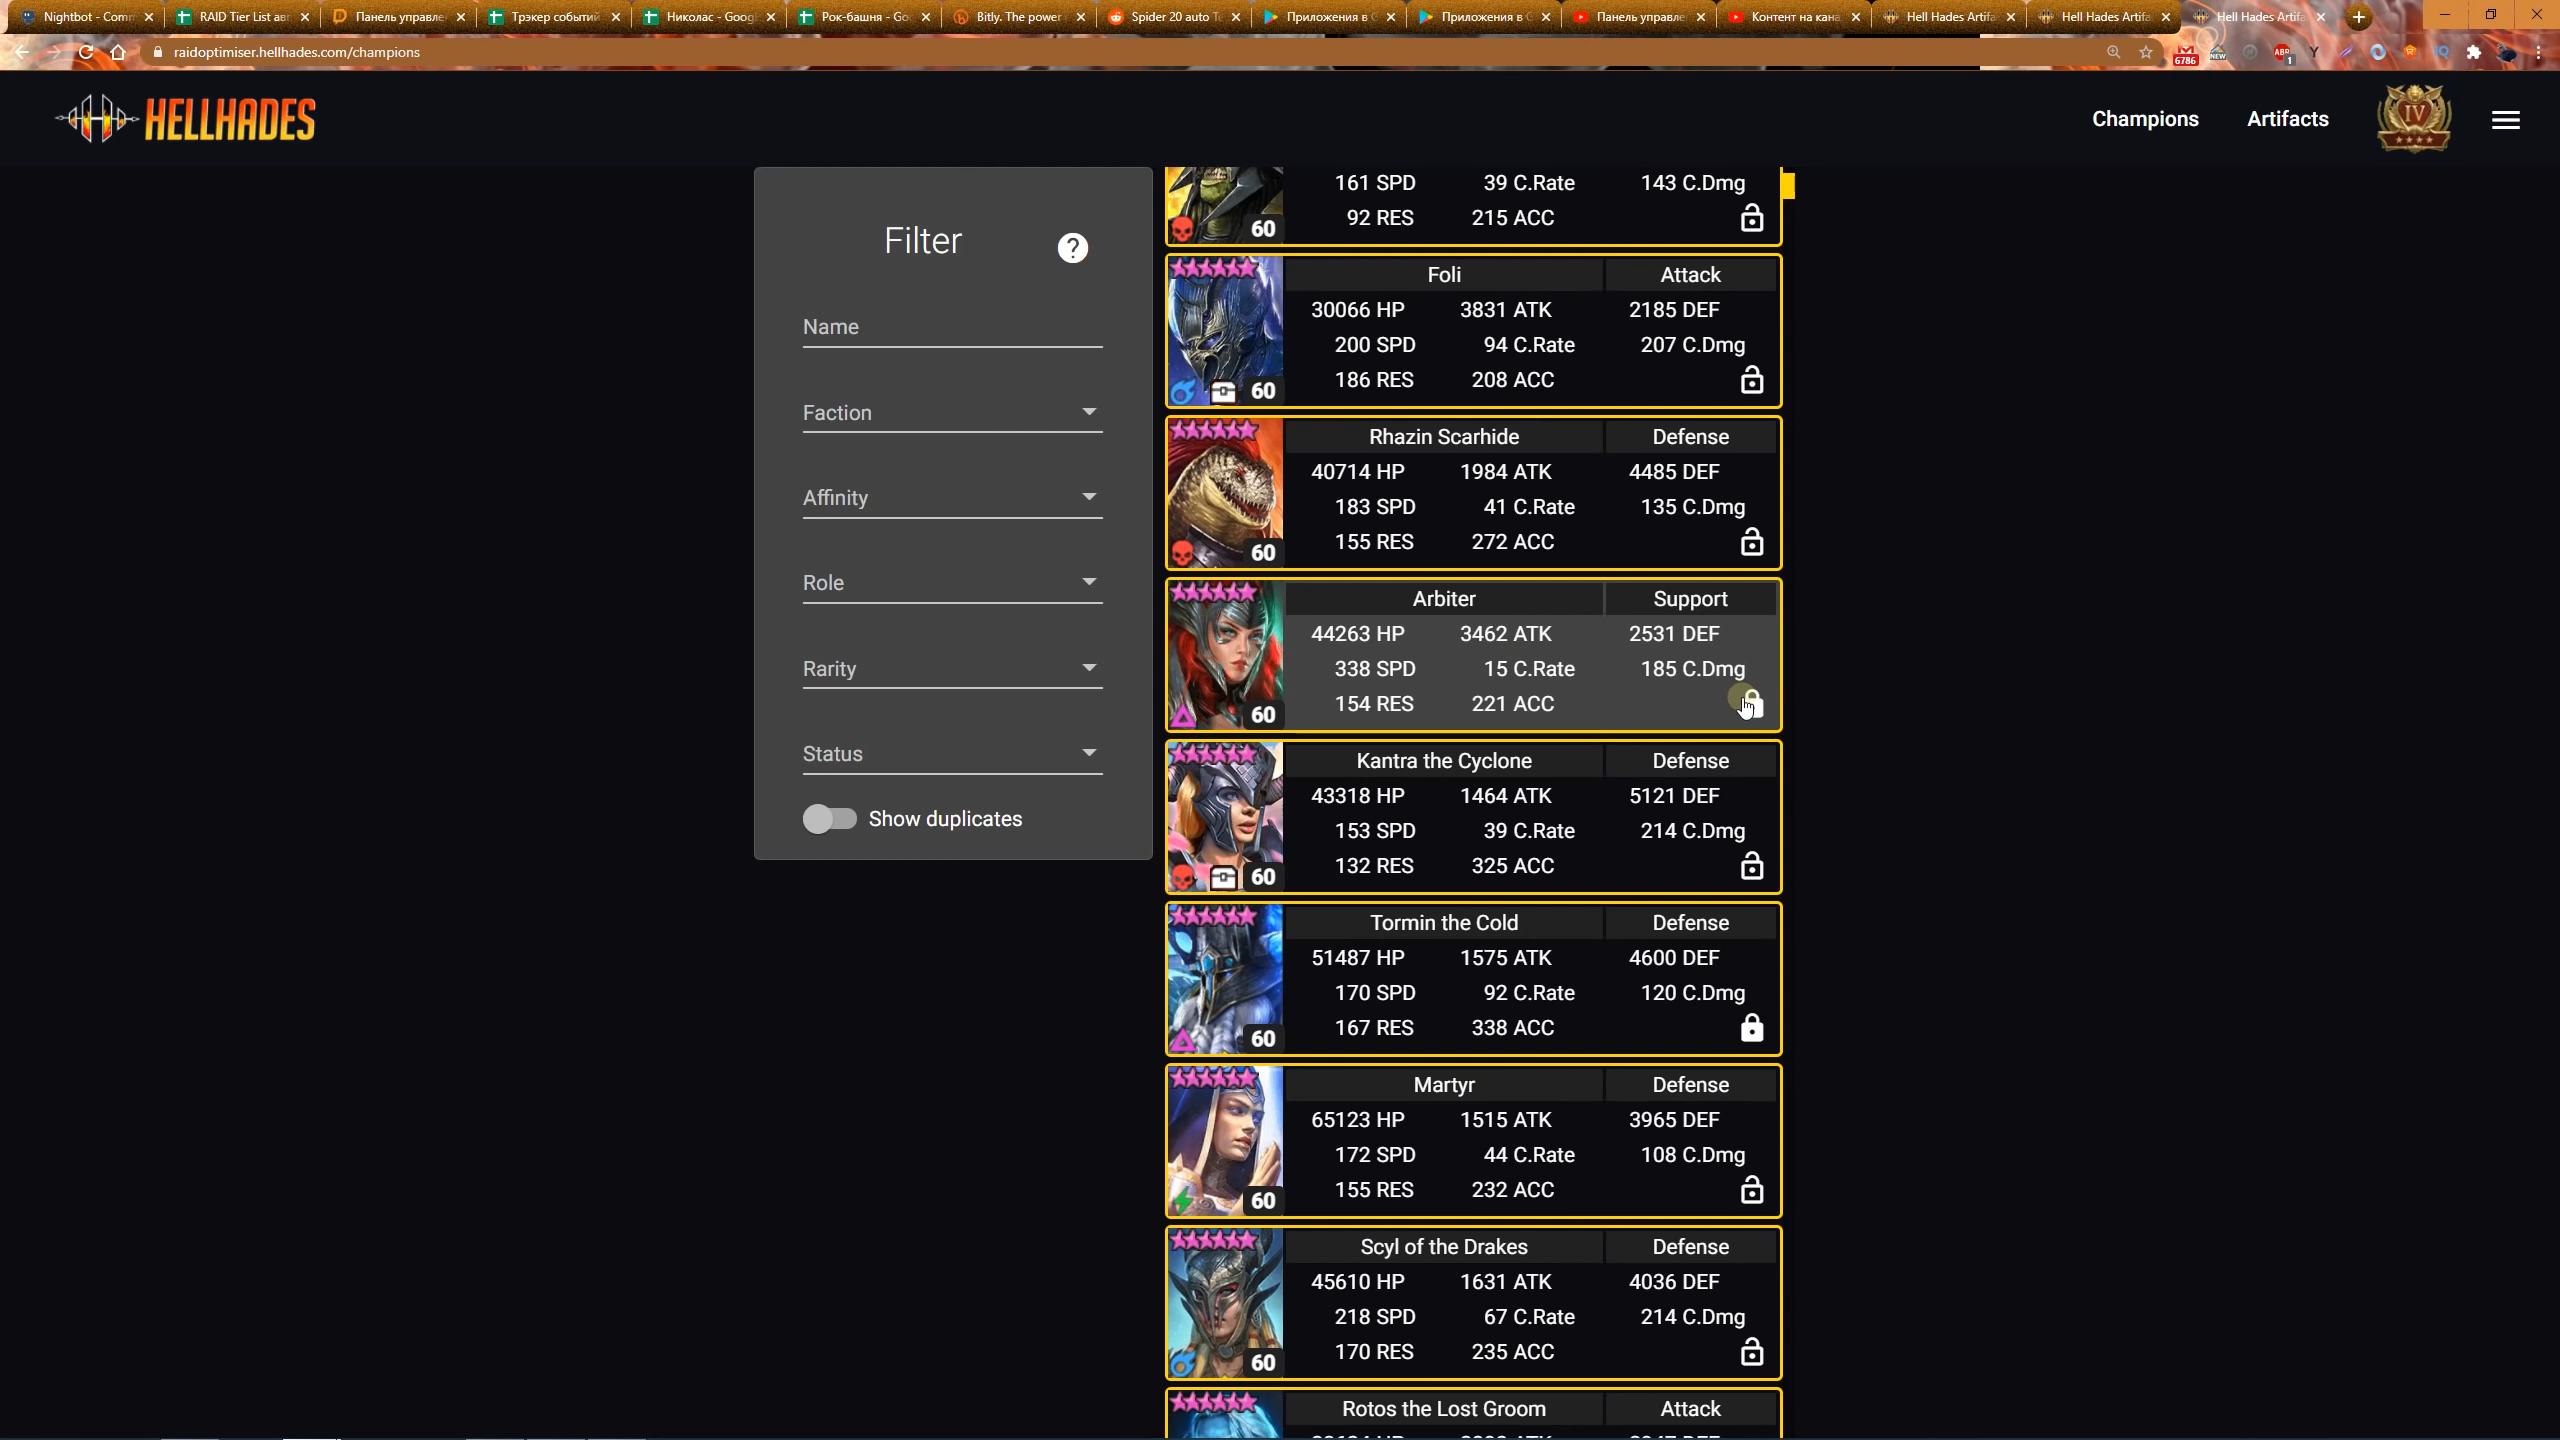 Nightbot - Comm
RAID Tier List авг
Панель управле
Трэкер событий
Николас - Googl
Рок-башня - Go
Bitly. The power
Spider 20 auto Te
Приложения в G
Приложения в G
Панель управле
Контент на кана
Hell Hades Artifa
Hell Hades Artifa
Hell Hades Artifa
raidoptimiser.hellhades.com/champions
6786
NEW
ABP
1
HELLHADES
Champions
Artifacts
IV
Filter
?
Name
Faction
Affinity
Role
Rarity
Status
Show duplicates
161 SPD 39 C.Rate 143 C.Dmg
92 RES 215 ACC
60
Foli Attack
30066 HP 3831 ATK 2185 DEF
200 SPD 94 C.Rate 207 C.Dmg
186 RES 208 ACC
60
Rhazin Scarhide Defense
40714 HP 1984 ATK 4485 DEF
183 SPD 41 C.Rate 135 C.Dmg
155 RES 272 ACC
60
Arbiter Support
44263 HP 3462 ATK 2531 DEF
338 SPD 15 C.Rate 185 C.Dmg
154 RES 221 ACC
60
Kantra the Cyclone Defense
43318 HP 1464 ATK 5121 DEF
153 SPD 39 C.Rate 214 C.Dmg
132 RES 325 ACC
60
Tormin the Cold Defense
51487 HP 1575 ATK 4600 DEF
170 SPD 92 C.Rate 120 C.Dmg
167 RES 338 ACC
60
Martyr Defense
65123 HP 1515 ATK 3965 DEF
172 SPD 44 C.Rate 108 C.Dmg
155 RES 232 ACC
60
Scyl of the Drakes Defense
45610 HP 1631 ATK 4036 DEF
218 SPD 67 C.Rate 214 C.Dmg
170 RES 235 ACC
60
Rotos the Lost Groom Attack